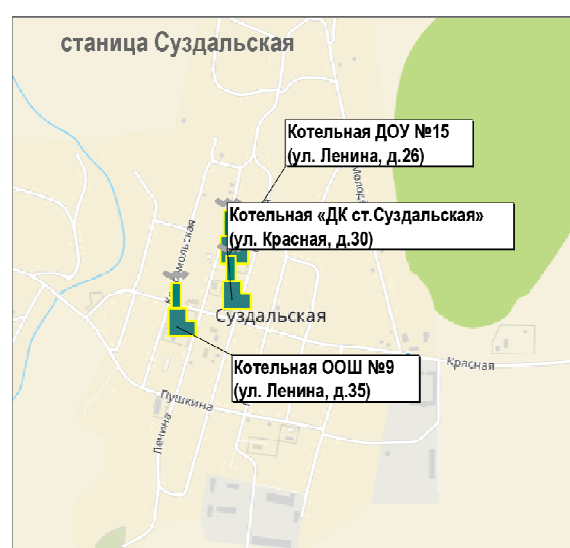 станица Суздальская
Котельная ДОУ №15
(ул. Ленина, д.26)
Котельная «ДК ст.Суздальская»
(ул. Красная, д.30)
Суздальская
Котельная ООШ №9
(ул. Ленина, д.35)
Красная
Пушкина
Ленина